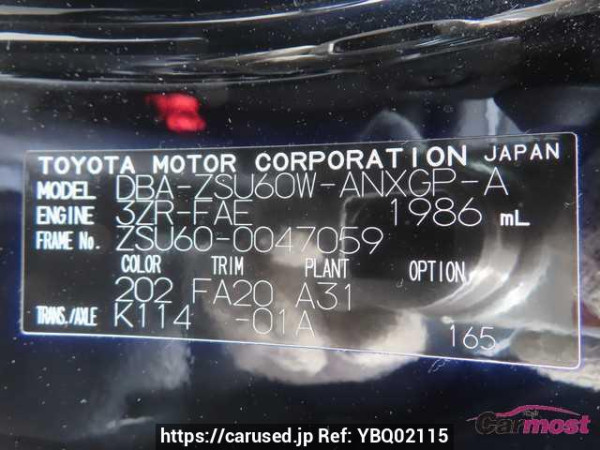 TOYOTA MOTOR CORPORATION JAPAN
MODEL DBA-ZSU60W-ANXGP-A
ENGINE 3ZR-FAE 1986 mL
FRAME No. ZSU60-0047059
COLOR TRIM PLANT OPTION
202 FA20 A31
TRANS./AXLE K114 -01A
165
Carmost
https://carused.jp Ref: YBQ02115